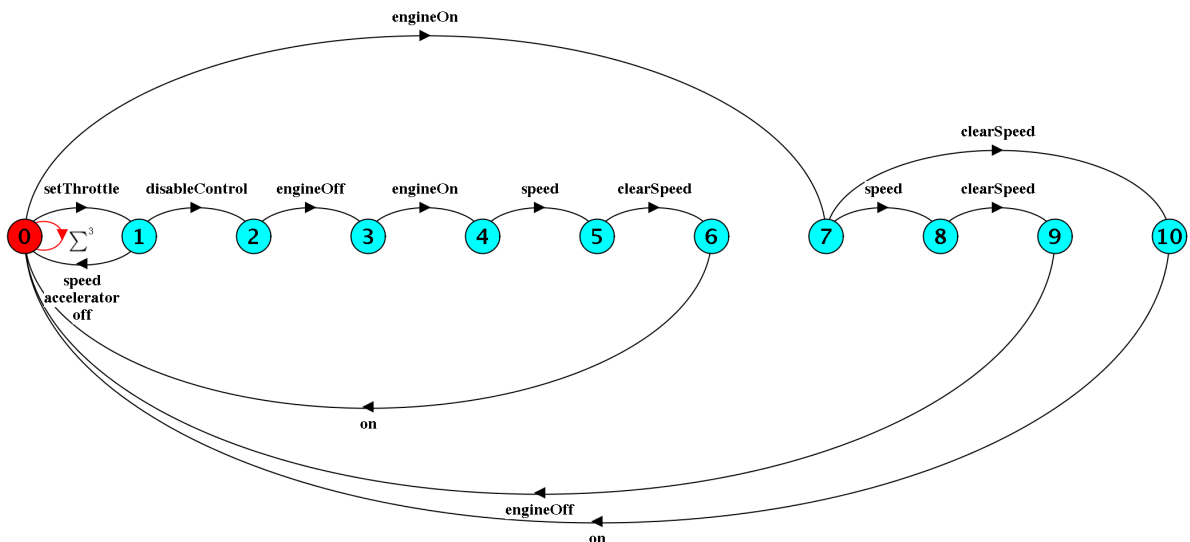 engineOn
clearSpeed
setThrottle disableControl engineOff engineOn speed clearSpeed speed clearSpeed
0 ∑³ 1 2 3 4 5 6 7 8 9 10
speed
accelerator
off
on
engineOff
on